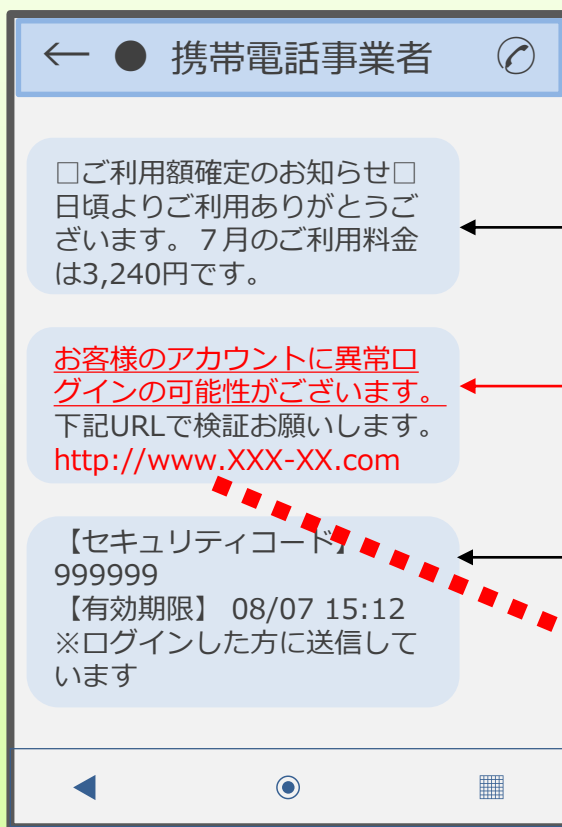 ← ● 携帯電話事業者
□ご利用額確定のお知らせ□
日頃よりご利用ありがとうご
ざいます。７月のご利用料金
は3,240円です。
お客様のアカウントに異常ロ
グインの可能性がございます。
下記URLで検証お願いします。
http://www.XXX-XX.com
【セキュリティコード】
999999
【有効期限】 08/07 15:12
※ログインした方に送信して
います